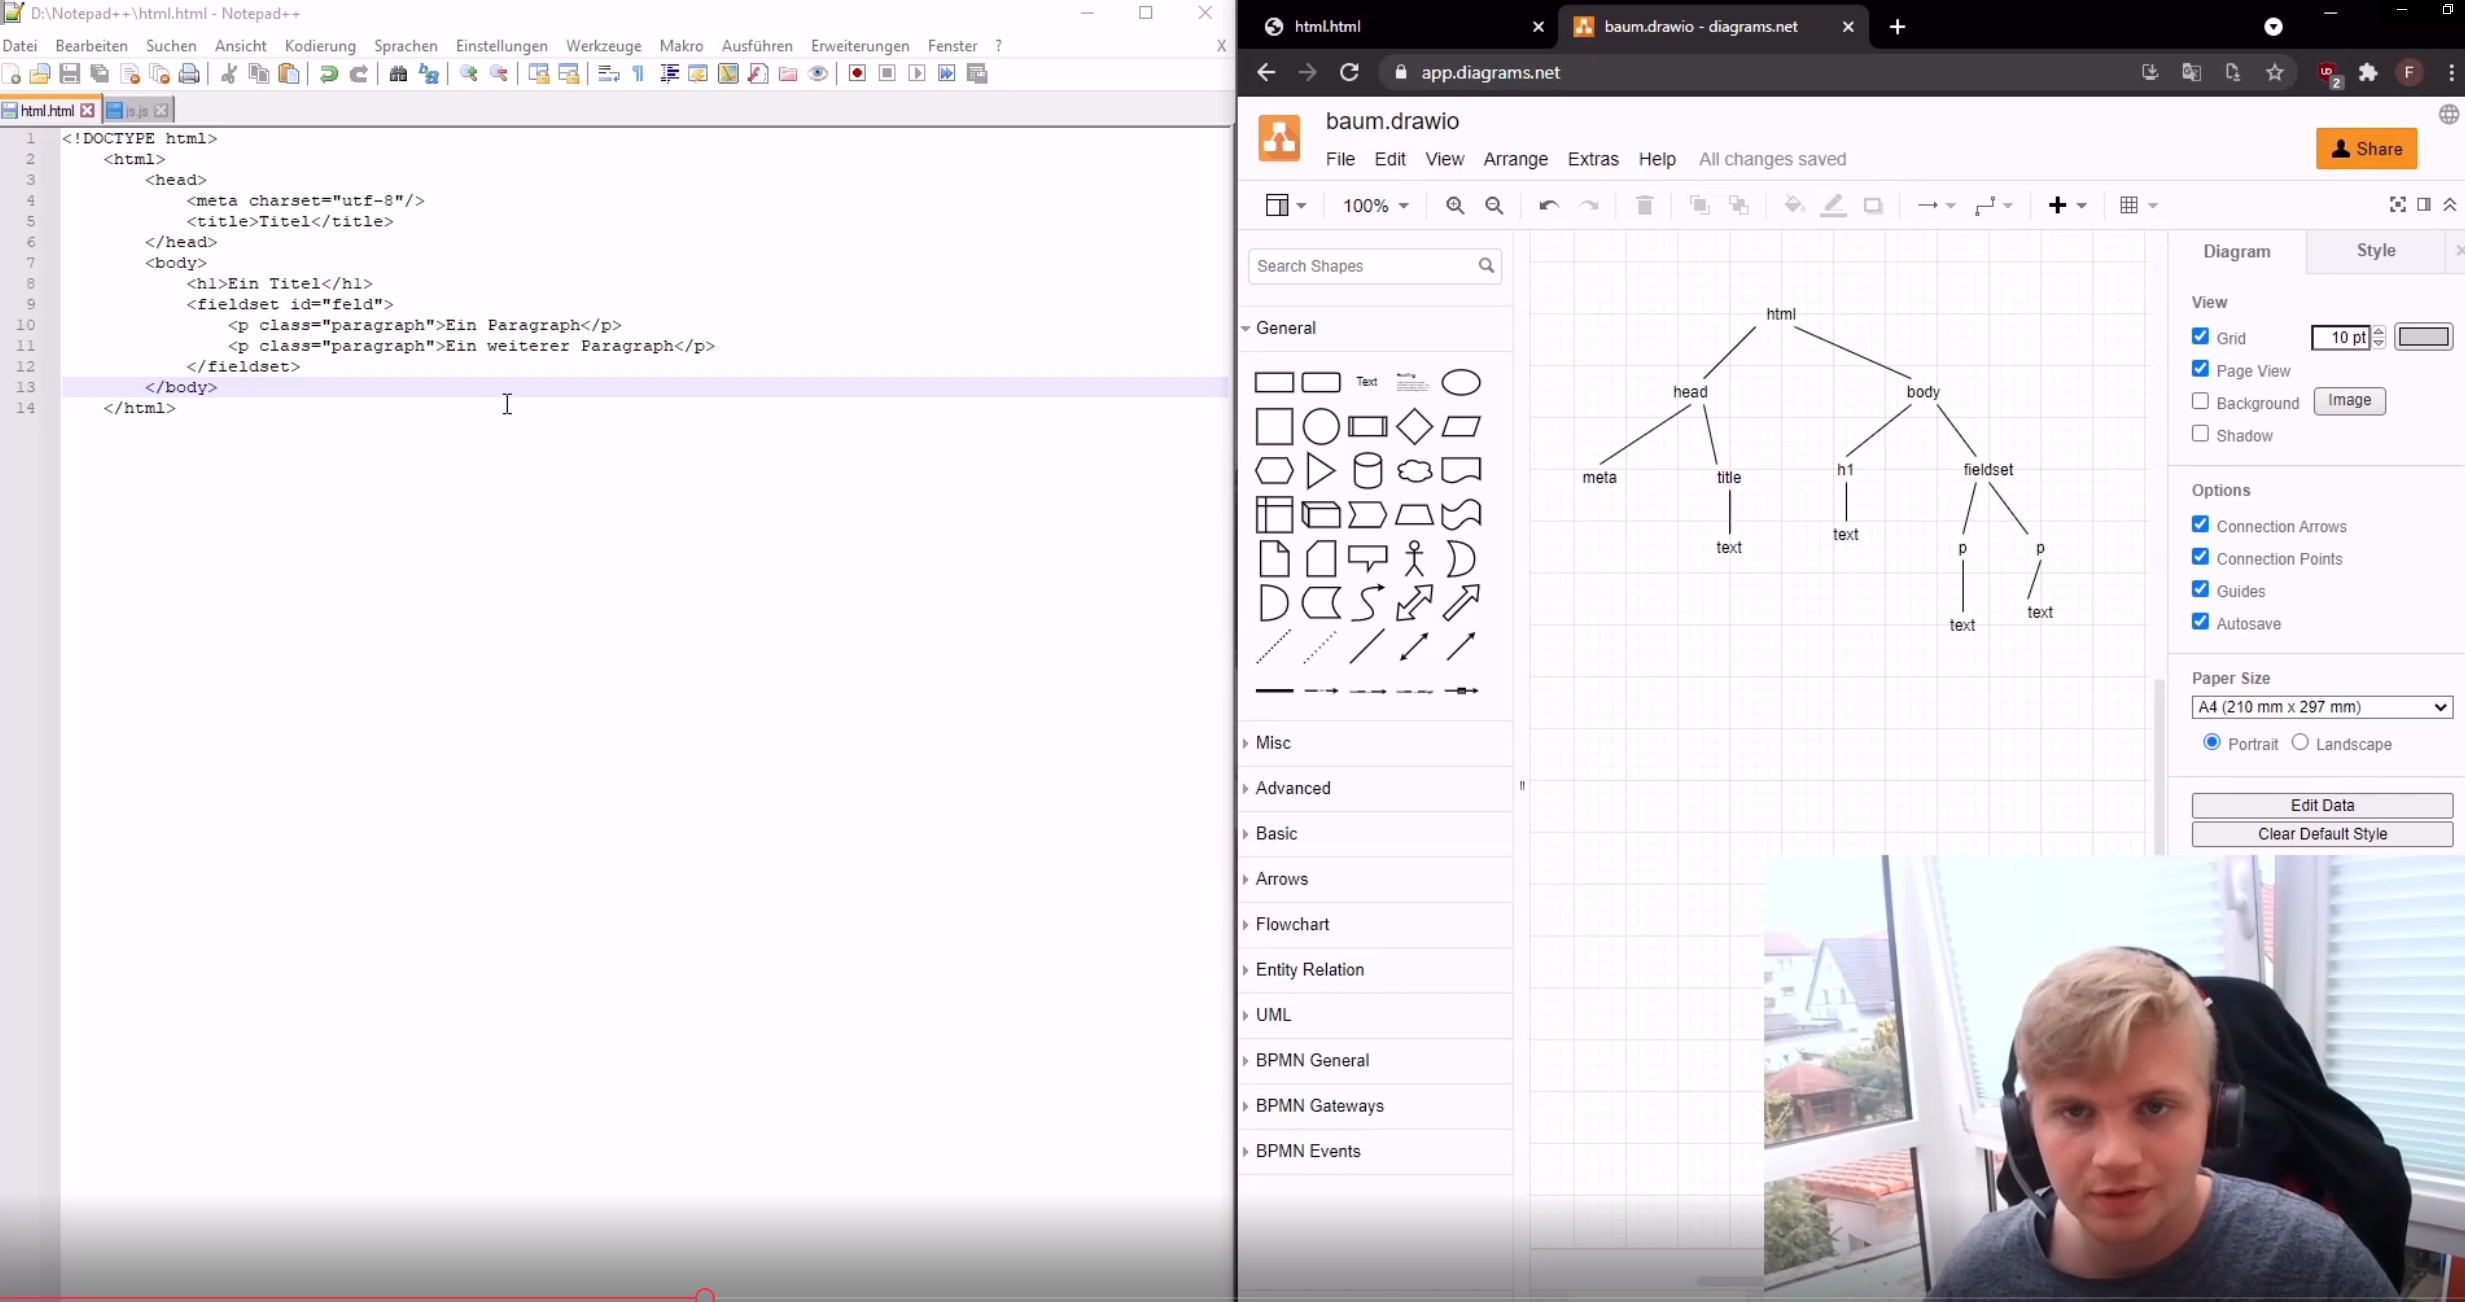 D:\Notepad++\html.html - Notepad++
Datei Bearbeiten Suchen Ansicht Kodierung Sprachen Einstellungen Werkzeuge Makro Ausführen Erweiterungen Fenster ? X
html.html js.js
1 <!DOCTYPE html>
2 <html>
3 <head>
4 <meta charset="utf-8"/>
5 <title>Titel</title>
6 </head>
7 <body>
8 <h1>Ein Titel</h1>
9 <fieldset id="feld">
10 <p class="paragraph">Ein Paragraph</p>
11 <p class="paragraph">Ein weiterer Paragraph</p>
12 </fieldset>
13 </body>
14 </html>
html.html baum.drawio - diagrams.net
app.diagrams.net 2 F
baum.drawio
File Edit View Arrange Extras Help All changes saved
Share
100%
Search Shapes
General
Text
Misc
Advanced
Basic
Arrows
Flowchart
Entity Relation
UML
BPMN General
BPMN Gateways
BPMN Events
html
head body
meta title h1 fieldset
text text p p
text text
Diagram Style
View
Grid 10 pt
Page View
Background Image
Shadow
Options
Connection Arrows
Connection Points
Guides
Autosave
Paper Size
A4 (210 mm x 297 mm)
Portrait Landscape
Edit Data
Clear Default Style